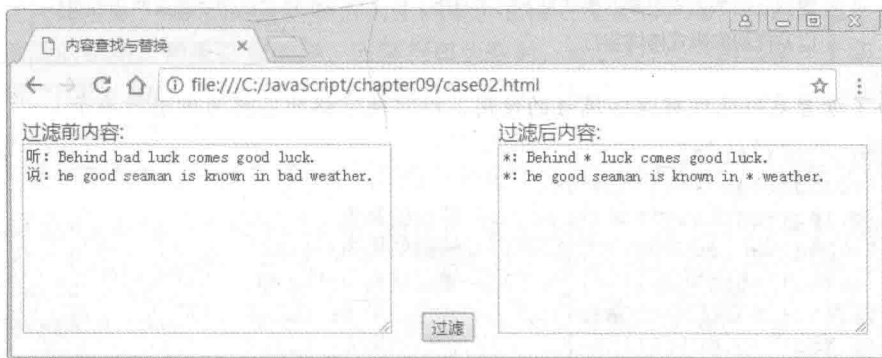 内容查找与替换
file:///C:/JavaScript/chapter09/case02.html
过滤前内容:
听: Behind bad luck comes good luck.
说: he good seaman is known in bad weather.
过滤
过滤后内容:
*: Behind * luck comes good luck.
*: he good seaman is known in * weather.